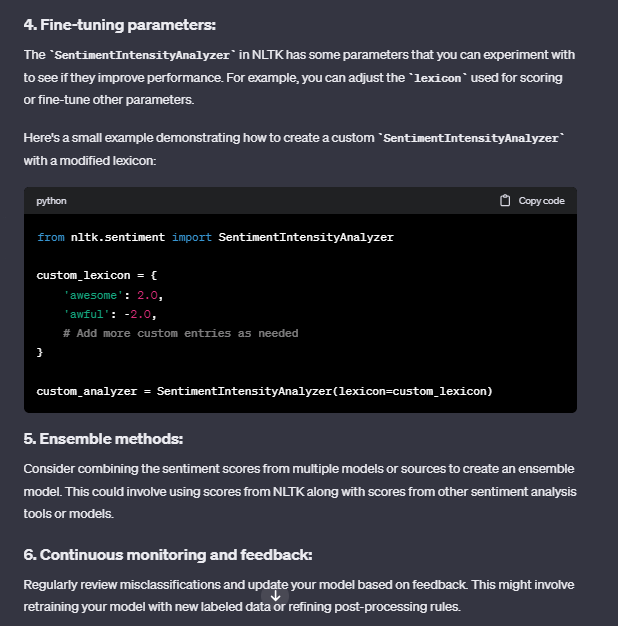 4. Fine-tuning parameters:
The `SentimentIntensityAnalyzer` in NLTK has some parameters that you can experiment with
to see if they improve performance. For example, you can adjust the `lexicon` used for scoring
or fine-tune other parameters.
Here's a small example demonstrating how to create a custom `SentimentIntensityAnalyzer`
with a modified lexicon:
python Copy code
from nltk.sentiment import SentimentIntensityAnalyzer
custom_lexicon = {
    'awesome': 2.0,
    'awful': -2.0,
    # Add more custom entries as needed
}
custom_analyzer = SentimentIntensityAnalyzer(lexicon=custom_lexicon)
5. Ensemble methods:
Consider combining the sentiment scores from multiple models or sources to create an ensemble
model. This could involve using scores from NLTK along with scores from other sentiment analysis
tools or models.
6. Continuous monitoring and feedback:
Regularly review misclassifications and update your model based on feedback. This might involve
retraining your model with new labeled data or refining post-processing rules.